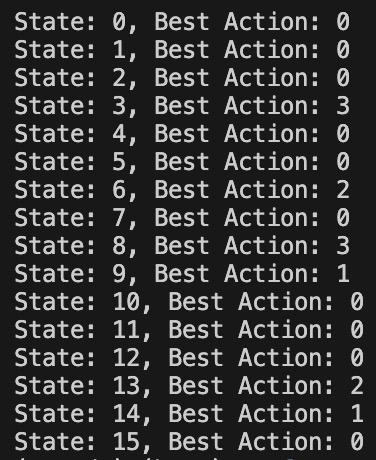 State: 0, Best Action: 0
State: 1, Best Action: 0
State: 2, Best Action: 0
State: 3, Best Action: 3
State: 4, Best Action: 0
State: 5, Best Action: 0
State: 6, Best Action: 2
State: 7, Best Action: 0
State: 8, Best Action: 3
State: 9, Best Action: 1
State: 10, Best Action: 0
State: 11, Best Action: 0
State: 12, Best Action: 0
State: 13, Best Action: 2
State: 14, Best Action: 1
State: 15, Best Action: 0